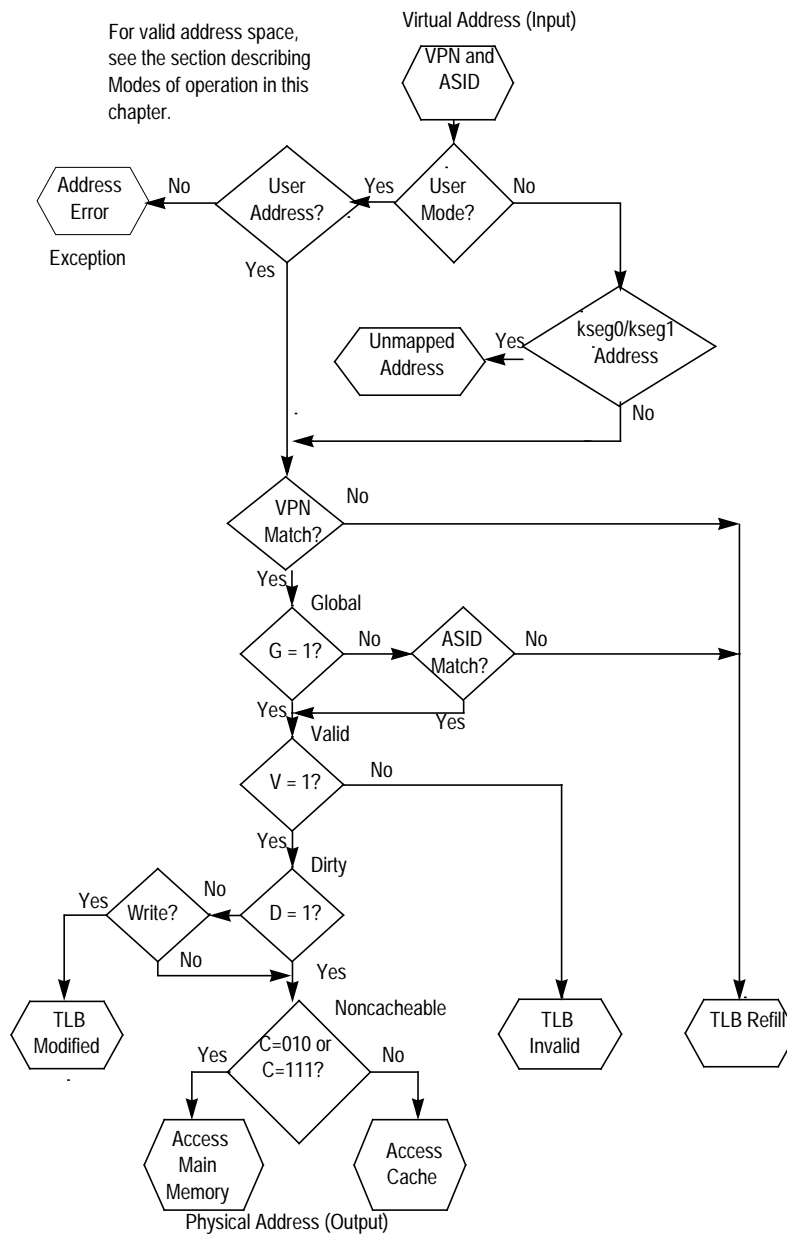 Virtual Address (Input)
For valid address space,
see the section describing
Modes of operation in this
chapter.
VPN and
ASID
Address
Error
No
User
Address?
Yes
User
Mode?
No
Exception
Yes
Unmapped
Address
Yes
kseg0/kseg1
Address
No
VPN
Match?
No
Yes
Global
G = 1?
No
ASID
Match?
No
Yes
Yes
Valid
V = 1?
No
Yes
Dirty
Yes
Write?
No
D = 1?
No
Yes
TLB
Modified
Noncacheable
TLB
Invalid
TLB Refill
Yes
C=010 or
C=111?
No
Access
Main
Memory
Access
Cache
Physical Address (Output)